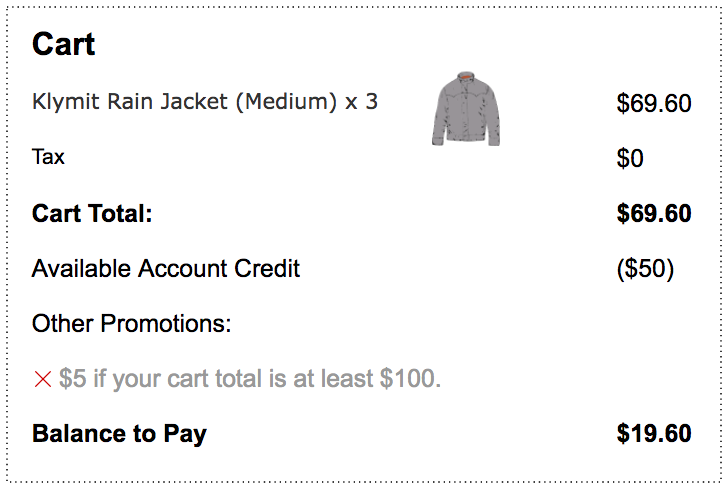 Cart
Klymit Rain Jacket (Medium) x 3 $69.60
Tax $0
Cart Total: $69.60
Available Account Credit ($50)
Other Promotions:
$5 if your cart total is at least $100.
Balance to Pay $19.60